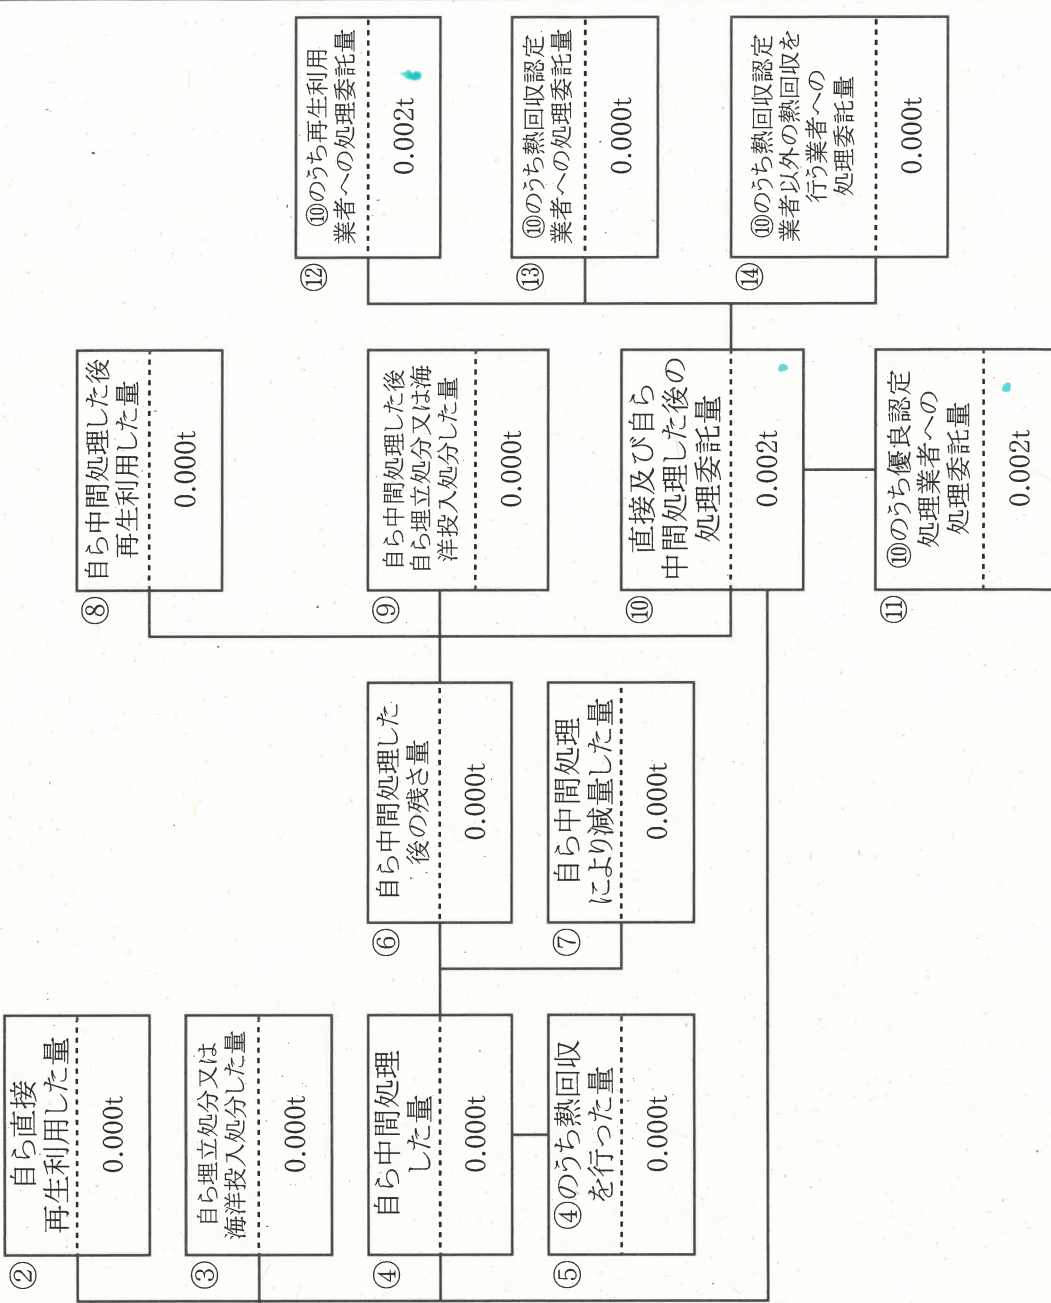 ②
自ら直接
再生利用した量
0.000t
③
自ら埋立処分又は
海洋投入処分した量
0.000t
④
自ら中間処理
した量
0.000t
⑤
④のうち熱回収
を行った量
0.000t
⑥
自ら中間処理した
後の残さ量
0.000t
⑦
自ら中間処理
により減量した量
0.000t
⑧
自ら中間処理した後
再生利用した量
0.000t
⑨
自ら中間処理した後
自ら埋立処分又は海
洋投入処分した量
0.000t
⑩
直接及び自ら
中間処理した後の
処理委託量
0.002t
⑪
⑩のうち優良認定
処理業者への
処理委託量
0.002t
⑫
⑩のうち再生利用
業者への処理委託量
0.002t
⑬
⑩のうち熱回収認定
業者への処理委託量
0.000t
⑭
⑩のうち熱回収認定
業者以外の熱回収を
行う業者への
処理委託量
0.000t